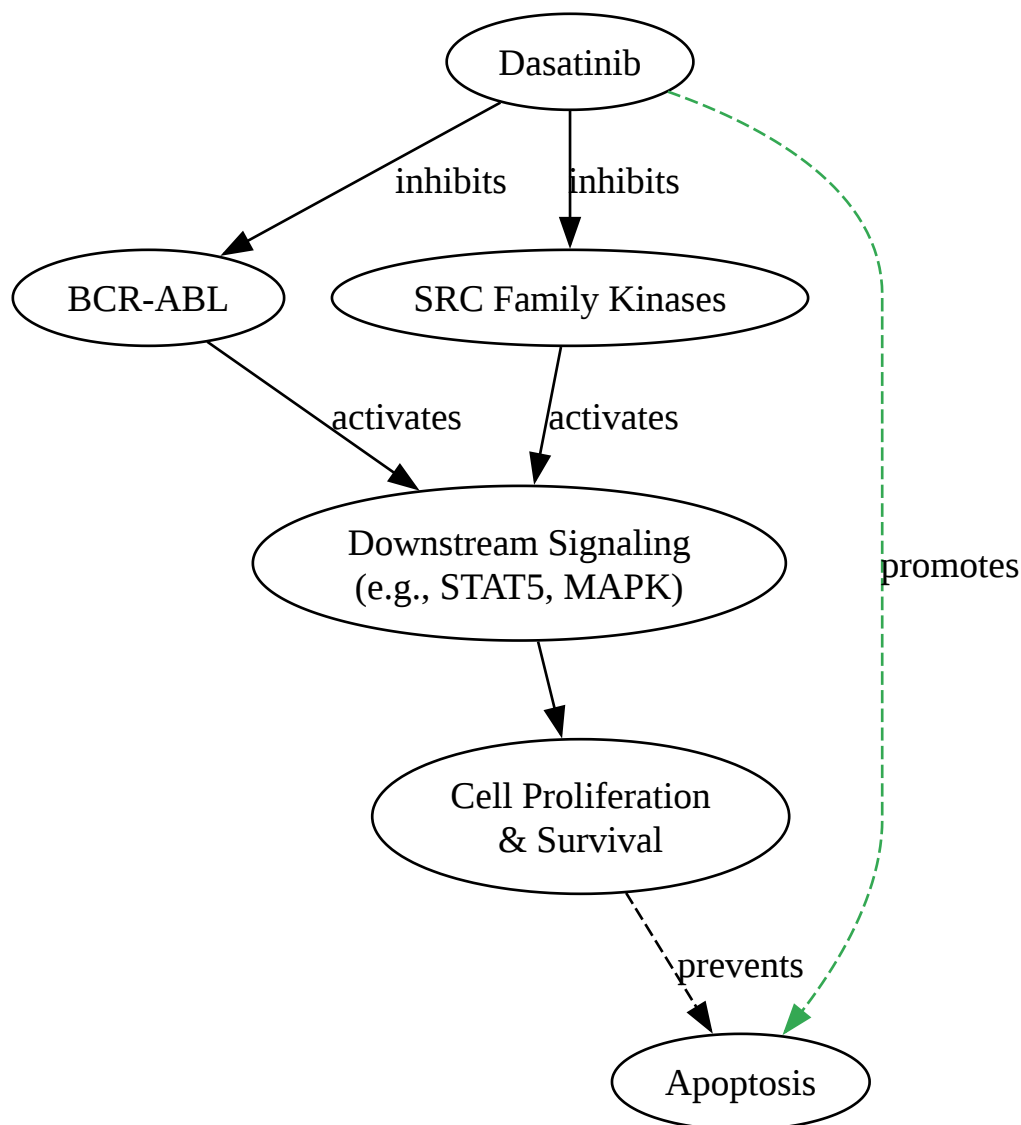 Dasatinib
inhibits
inhibits
BCR-ABL
SRC Family Kinases
activates
activates
Downstream Signaling
(e.g., STAT5, MAPK)
promotes
Cell Proliferation
& Survival
prevents
Apoptosis